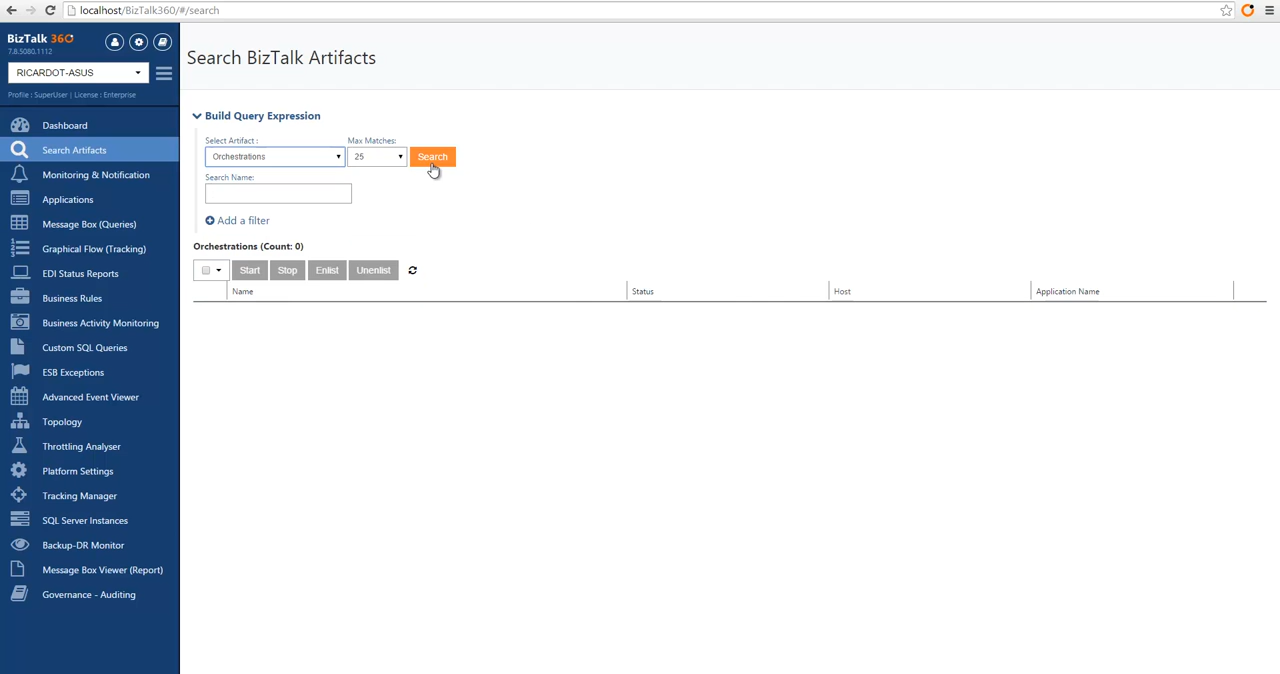 localhost/BizTalk360/#/search
BizTalk 360
7.8.5080.1112
RICARDOT-ASUS
Profile : SuperUser | License : Enterprise
Dashboard
Search Artifacts
Monitoring & Notification
Applications
Message Box (Queries)
Graphical Flow (Tracking)
EDI Status Reports
Business Rules
Business Activity Monitoring
Custom SQL Queries
ESB Exceptions
Advanced Event Viewer
Topology
Throttling Analyser
Platform Settings
Tracking Manager
SQL Server Instances
Backup-DR Monitor
Message Box Viewer (Report)
Governance - Auditing
Search BizTalk Artifacts
Build Query Expression
Select Artifact : Max Matches:
Orchestrations 25 Search
Search Name:
Add a filter
Orchestrations (Count: 0)
Start Stop Enlist Unenlist
Name Status Host Application Name